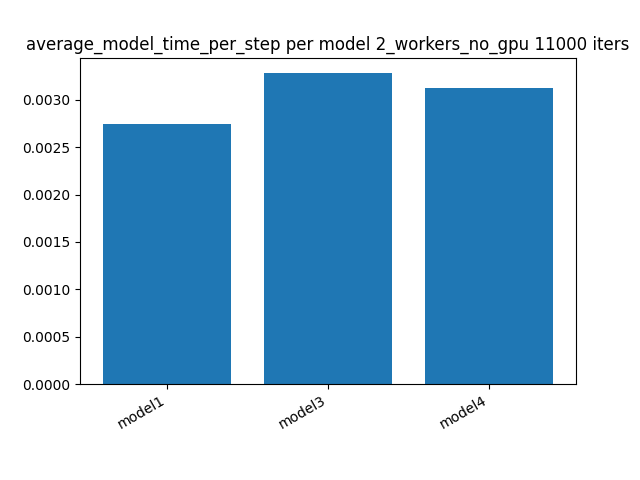 average_model_time_per_step per model 2_workers_no_gpu 11000 iters
0.0030
0.0025
0.0020
0.0015
0.0010
0.0005
0.0000
model1
model3
model4